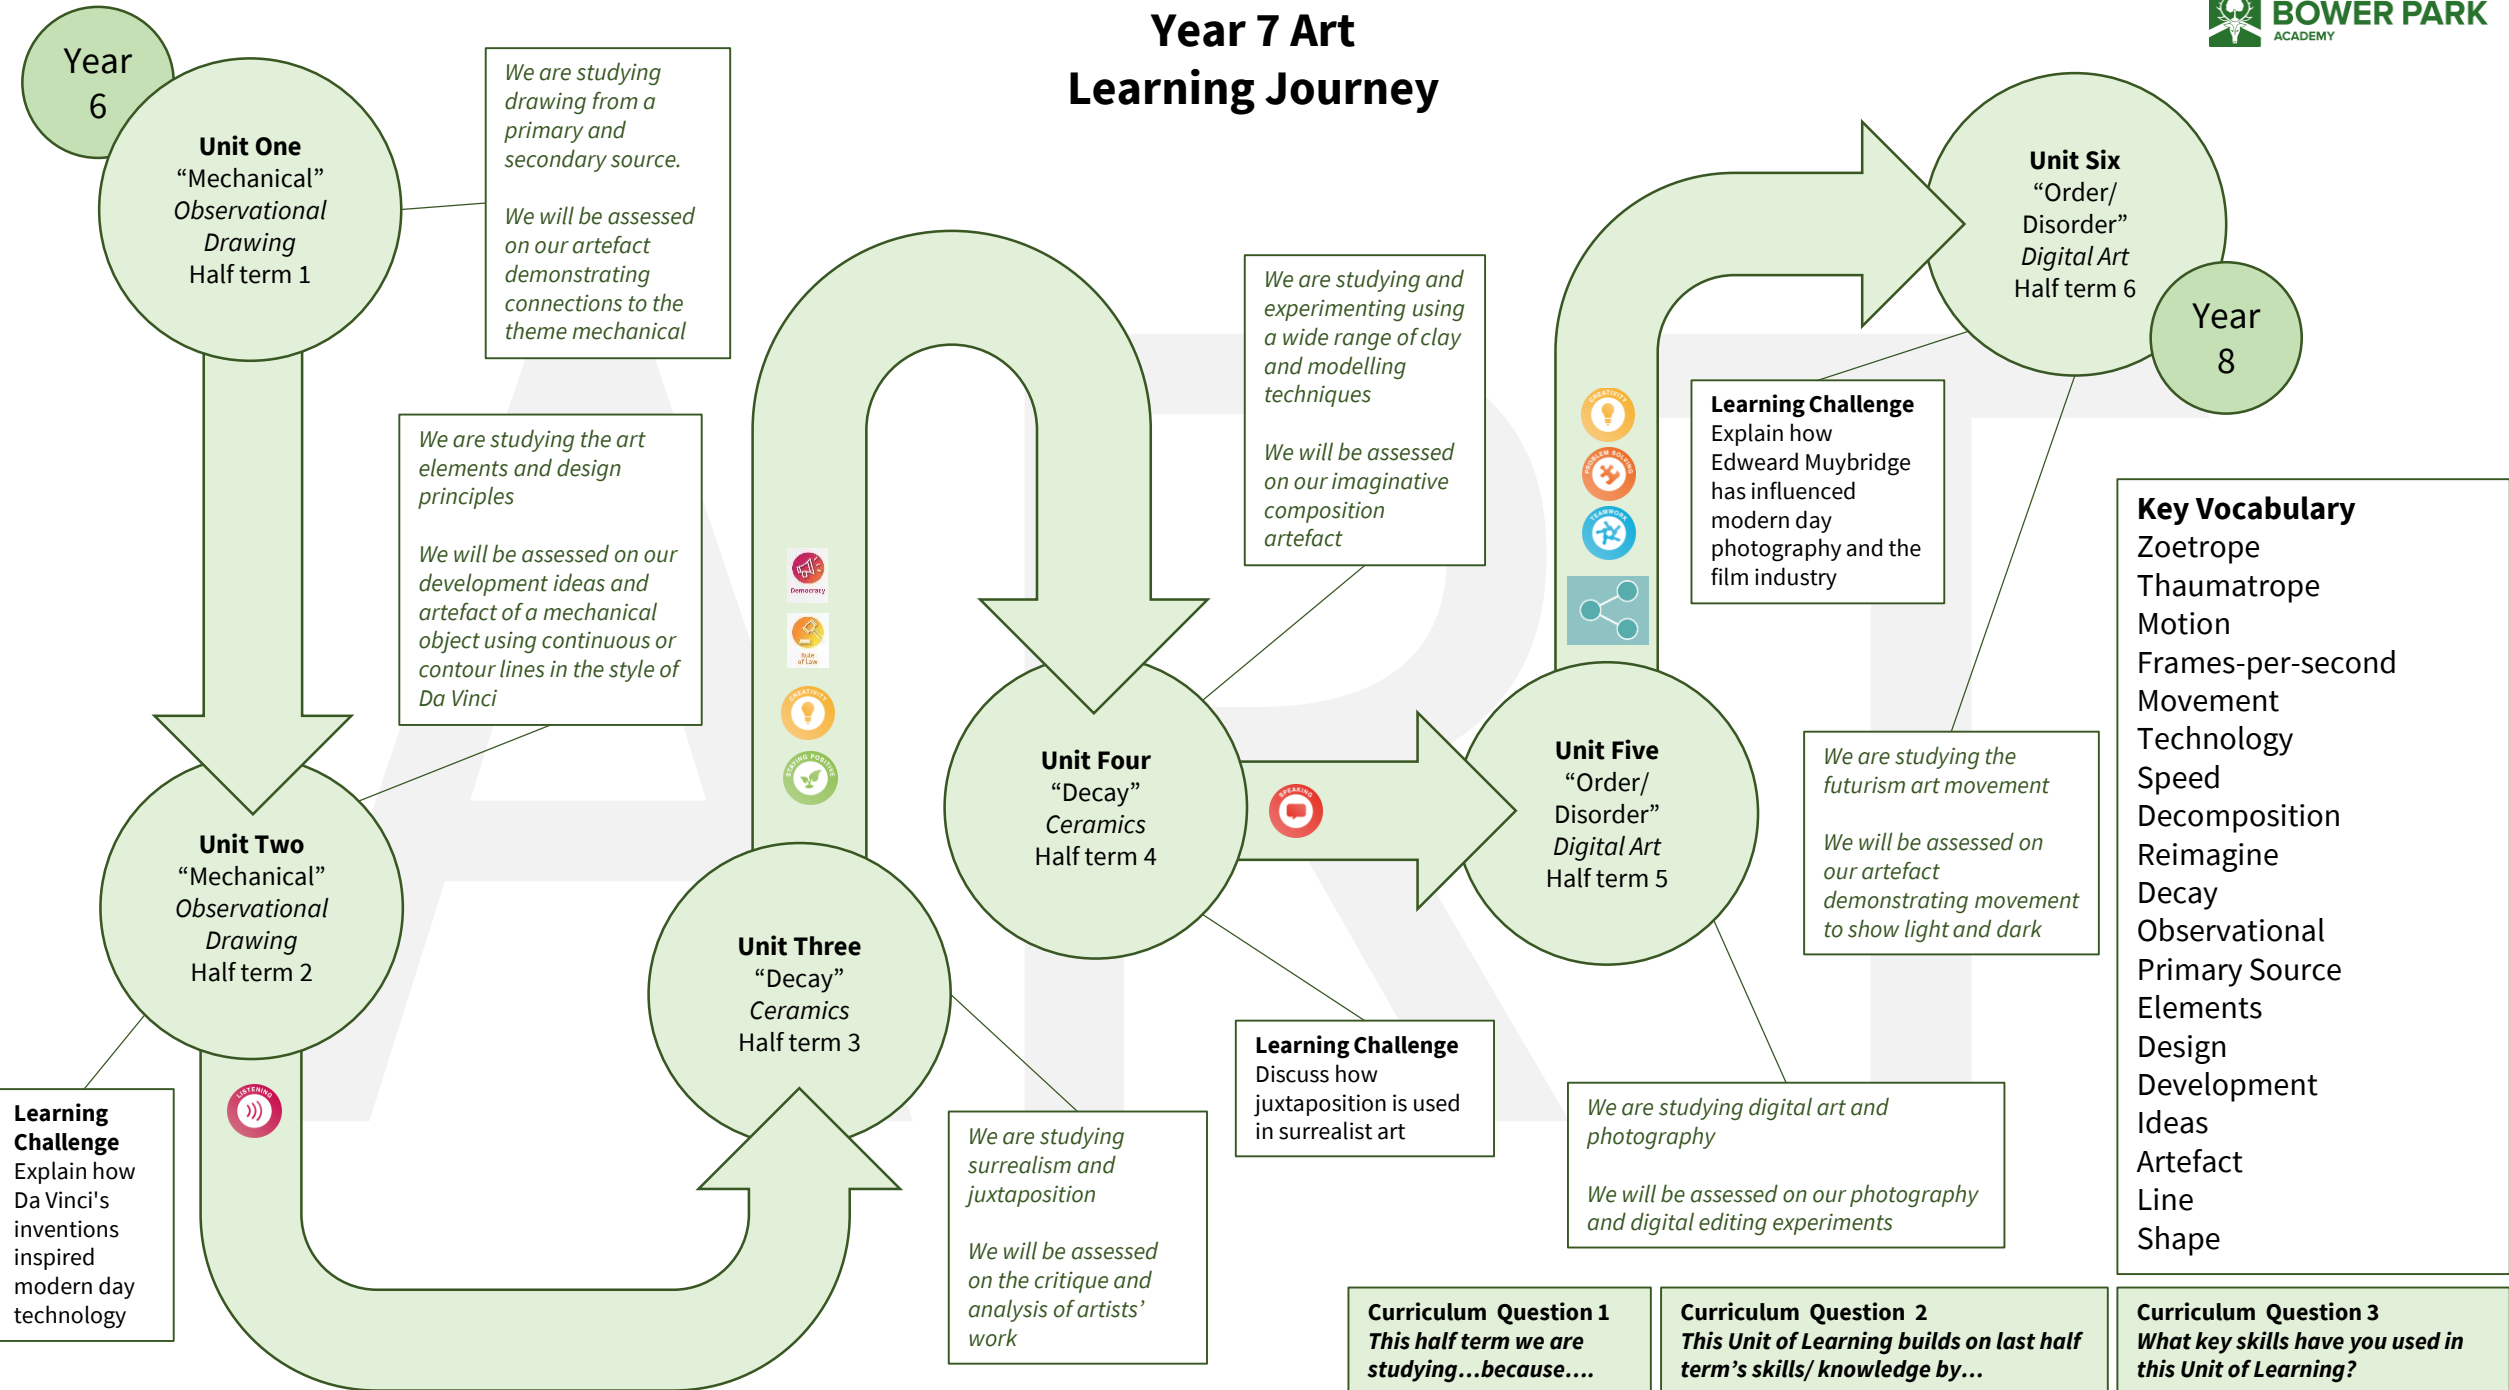 Year 7 Art
Learning Journey
BOWER PARK
ACADEMY
Year
6
Unit One
“Mechanical”
Observational
Drawing
Half term 1
We are studying
drawing from a
primary and
secondary source.
We will be assessed
on our artefact
demonstrating
connections to the
theme mechanical
We are studying the art
elements and design
principles
We will be assessed on our
development ideas and
artefact of a mechanical
object using continuous or
contour lines in the style of
Da Vinci
Unit Two
“Mechanical”
Observational
Drawing
Half term 2
Learning
Challenge
Explain how
Da Vinci's
inventions
inspired
modern day
technology
LISTENING
Democracy
Rule
of Law
CREATIVITY
STAYING POSITIVE
Unit Three
“Decay”
Ceramics
Half term 3
We are studying
surrealism and
juxtaposition
We will be assessed
on the critique and
analysis of artists’
work
We are studying and
experimenting using
a wide range of clay
and modelling
techniques
We will be assessed
on our imaginative
composition
artefact
Unit Four
“Decay”
Ceramics
Half term 4
Learning Challenge
Discuss how
juxtaposition is used
in surrealist art
SPEAKING
Unit Five
“Order/
Disorder”
Digital Art
Half term 5
We are studying digital art and
photography
We will be assessed on our photography
and digital editing experiments
CREATIVITY
PROBLEM SOLVING
TEAMWORK
Unit Six
“Order/
Disorder”
Digital Art
Half term 6
Year
8
Learning Challenge
Explain how
Edweard Muybridge
has influenced
modern day
photography and the
film industry
We are studying the
futurism art movement
We will be assessed on
our artefact
demonstrating movement
to show light and dark
Key Vocabulary
Zoetrope
Thaumatrope
Motion
Frames-per-second
Movement
Technology
Speed
Decomposition
Reimagine
Decay
Observational
Primary Source
Elements
Design
Development
Ideas
Artefact
Line
Shape
Curriculum Question 1
This half term we are
studying...because....
Curriculum Question 2
This Unit of Learning builds on last half
term’s skills/ knowledge by...
Curriculum Question 3
What key skills have you used in
this Unit of Learning?
ART